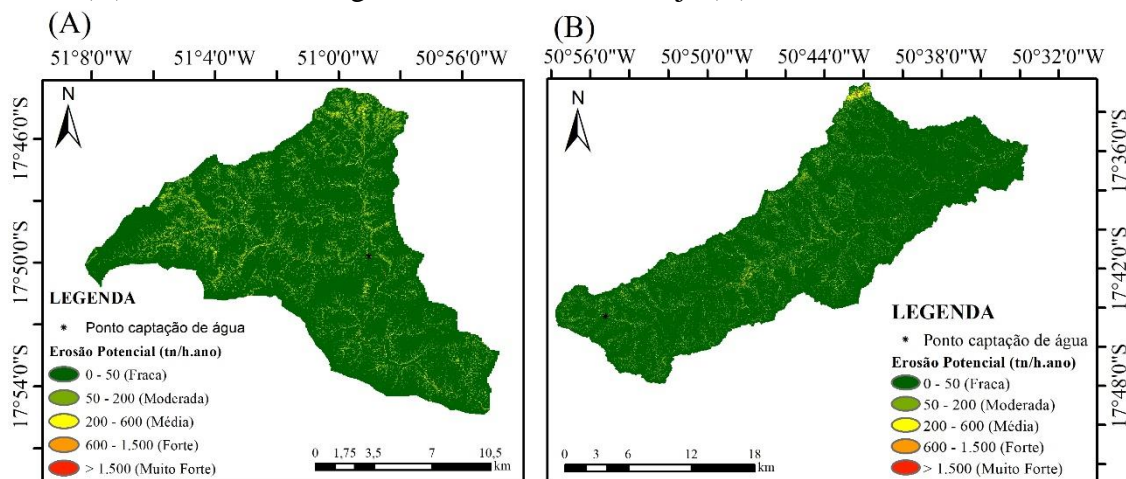 (A)
51°8'0"W 51°4'0"W 51°0'0"W 50°56'0"W
N
17°46'0"S
17°50'0"S
17°54'0"S
LEGENDA
Ponto captação de água
Erosão Potencial (tn/h.ano)
0 - 50 (Fraca)
50 - 200 (Moderada)
200 - 600 (Média)
600 - 1.500 (Forte)
> 1.500 (Muito Forte)
0 1,75 3,5 7 10,5
km
(B)
50°56'0"W 50°50'0"W 50°44'0"W 50°38'0"W 50°32'0"W
N
17°36'0"S
17°42'0"S
17°48'0"S
LEGENDA
Ponto captação de água
Erosão Potencial (tn/h.ano)
0 - 50 (Fraca)
50 - 200 (Moderada)
200 - 600 (Média)
600 - 1.500 (Forte)
> 1.500 (Muito Forte)
0 3 6 12 18
km